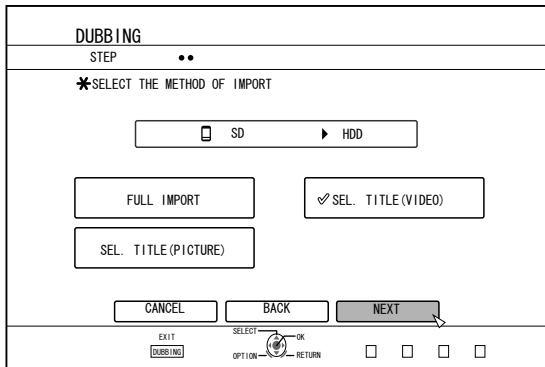 DUBBING
STEP
*SELECT THE METHOD OF IMPORT
SD ▶ HDD
FULL IMPORT
✓SEL. TITLE(VIDEO)
SEL. TITLE(PICTURE)
CANCEL BACK NEXT
EXIT
DUBBING
SELECT OK
OPTION RETURN